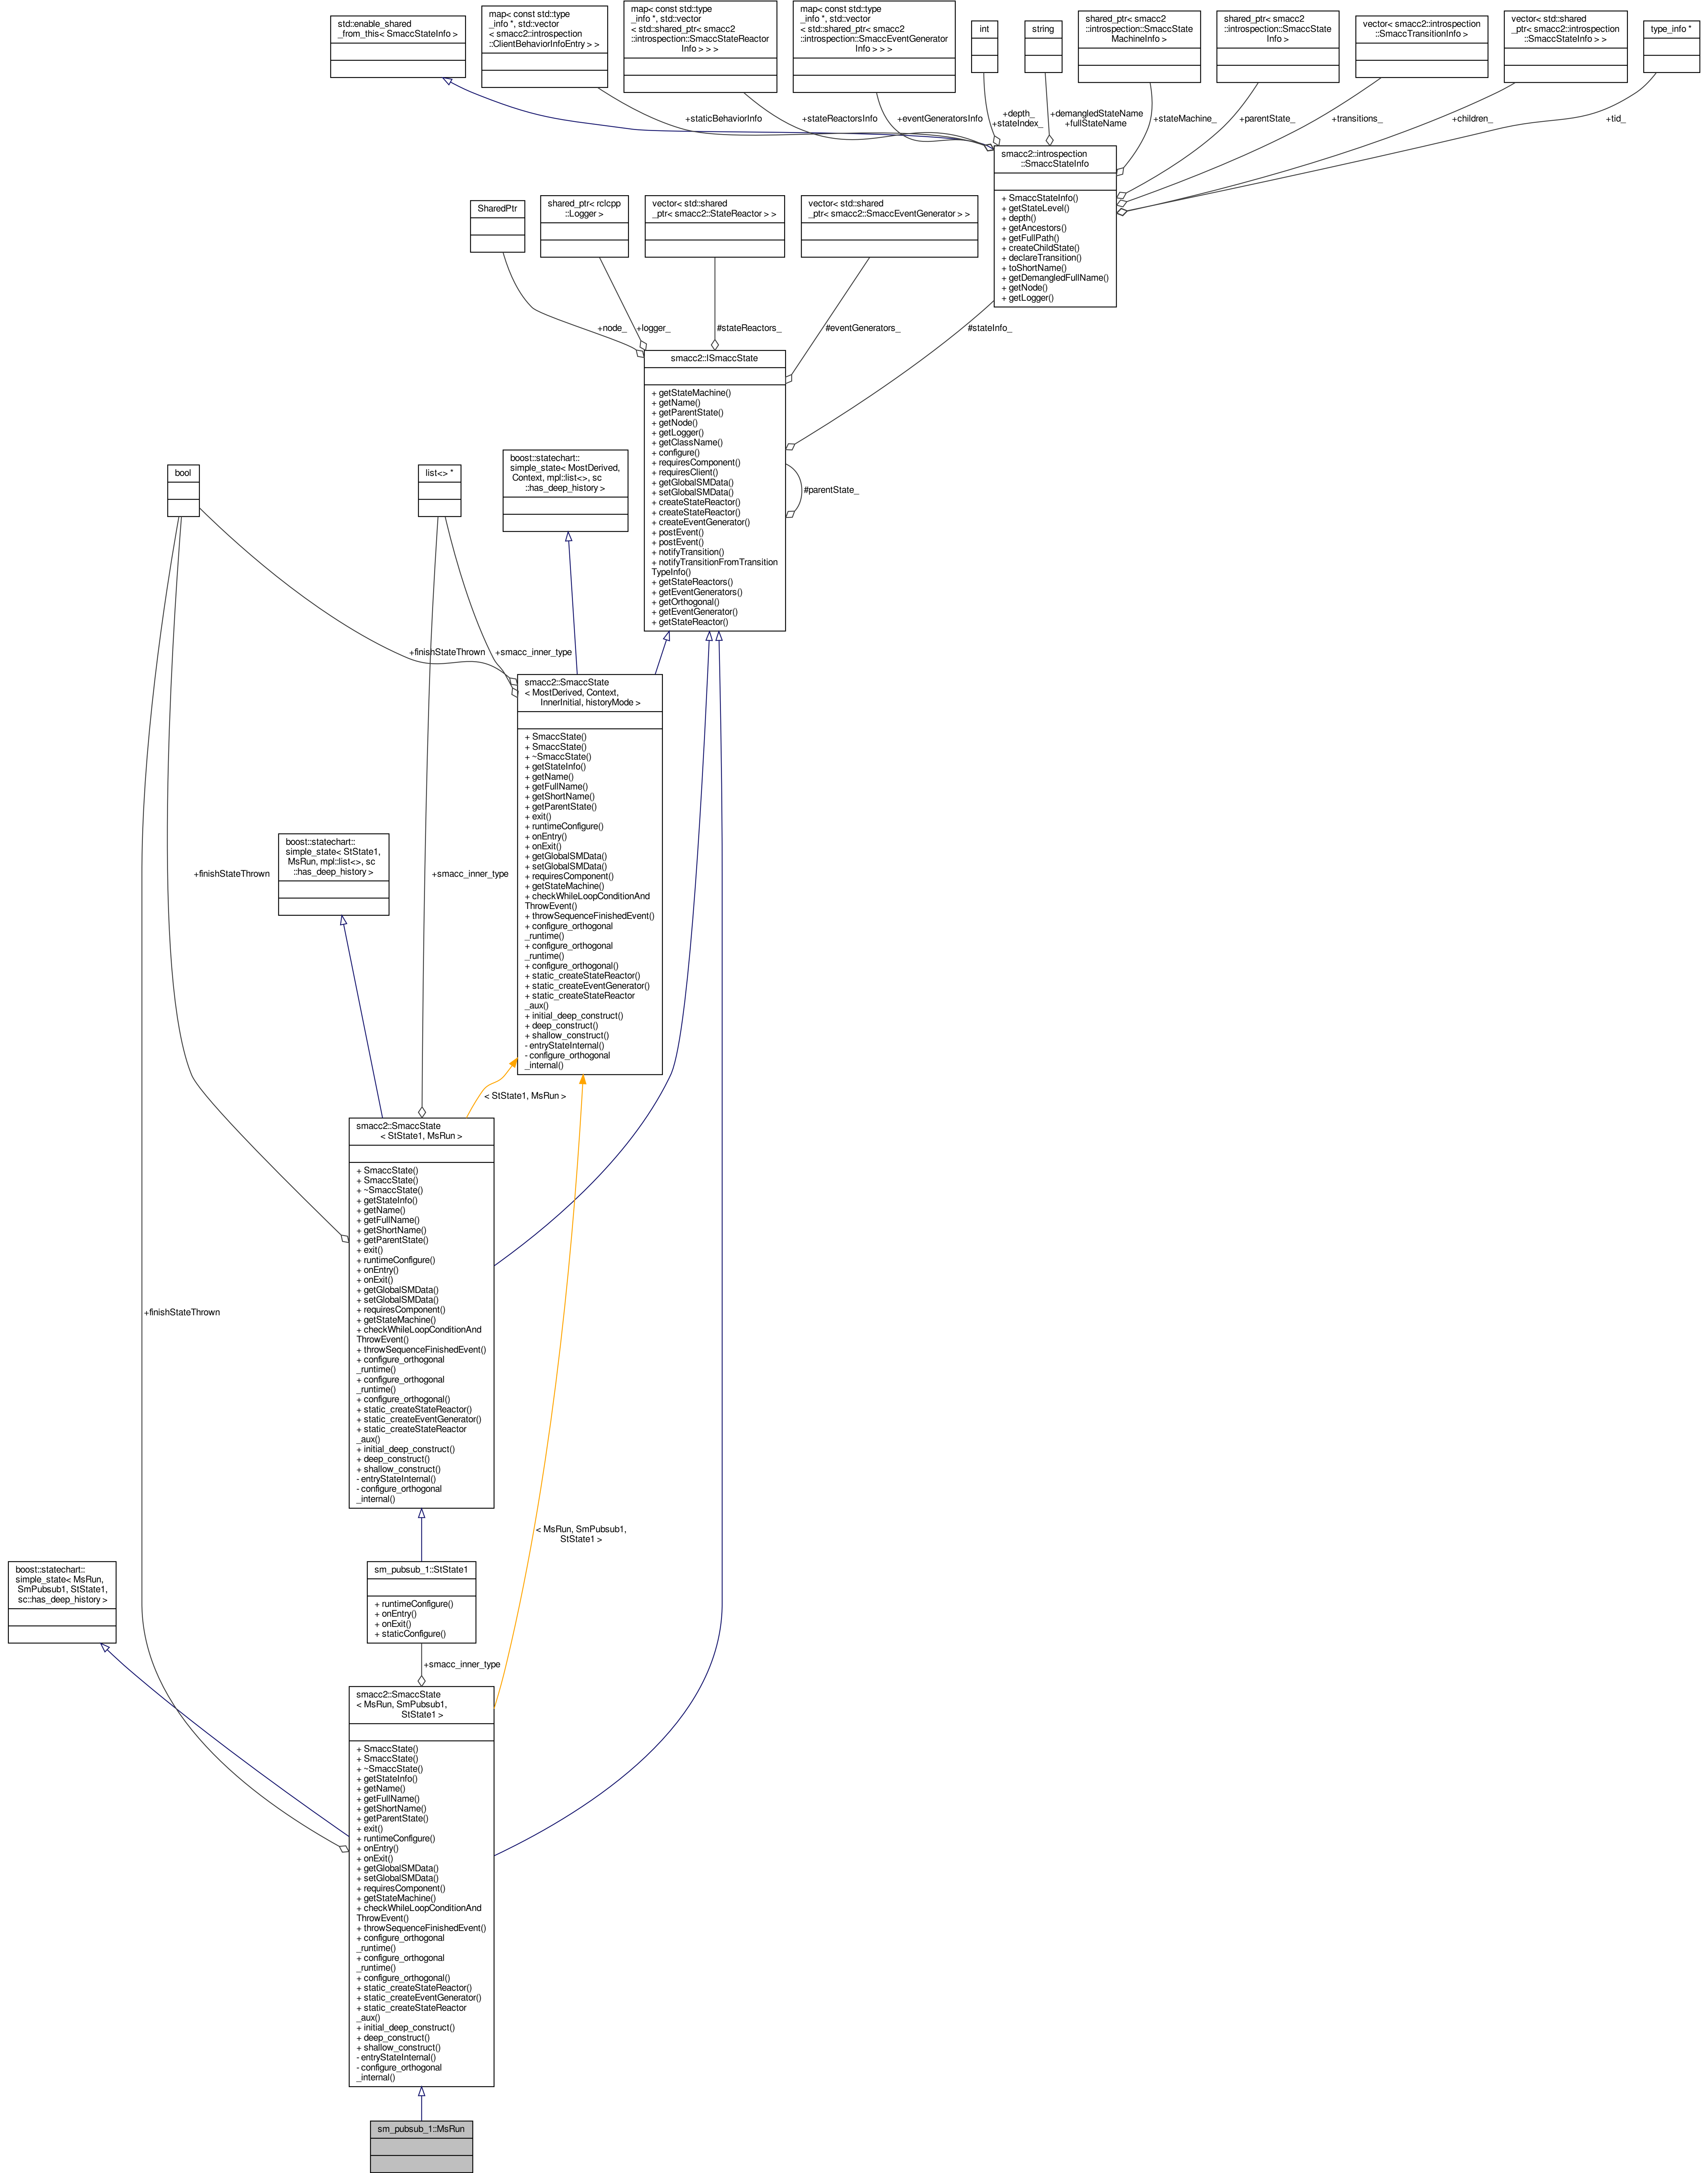 std::enable_shared
_from_this< SmaccStateInfo >
map< const std::type
_info *, std::vector
< smacc2::introspection
::ClientBehaviorInfoEntry > >
map< const std::type
_info *, std::vector
< std::shared_ptr< smacc2
::introspection::SmaccStateReactor
Info > > >
map< const std::type
_info *, std::vector
< std::shared_ptr< smacc2
::introspection::SmaccEventGenerator
Info > > >
int
string
shared_ptr< smacc2
::introspection::SmaccState
MachineInfo >
shared_ptr< smacc2
::introspection::SmaccState
Info >
vector< smacc2::introspection
::SmaccTransitionInfo >
vector< std::shared
_ptr< smacc2::introspection
::SmaccStateInfo > >
type_info *
+staticBehaviorInfo
+stateReactorsInfo
+eventGeneratorsInfo
+depth_
+stateIndex_
+demangledStateName
+fullStateName
+stateMachine_
+parentState_
+transitions_
+children_
+tid_
smacc2::introspection
::SmaccStateInfo
+ SmaccStateInfo()
+ getStateLevel()
+ depth()
+ getAncestors()
+ getFullPath()
+ createChildState()
+ declareTransition()
+ toShortName()
+ getDemangledFullName()
+ getNode()
+ getLogger()
SharedPtr
shared_ptr< rclcpp
::Logger >
vector< std::shared
_ptr< smacc2::StateReactor > >
vector< std::shared
_ptr< smacc2::SmaccEventGenerator > >
+node_
+logger_
#stateReactors_
#eventGenerators_
#stateInfo_
smacc2::ISmaccState
+ getStateMachine()
+ getName()
+ getParentState()
+ getNode()
+ getLogger()
+ getClassName()
+ configure()
+ requiresComponent()
+ requiresClient()
+ getGlobalSMData()
+ setGlobalSMData()
+ createStateReactor()
+ createStateReactor()
+ createEventGenerator()
+ postEvent()
+ postEvent()
+ notifyTransition()
+ notifyTransitionFromTransition
TypeInfo()
+ getStateReactors()
+ getEventGenerators()
+ getOrthogonal()
+ getEventGenerator()
+ getStateReactor()
#parentState_
bool
list<> *
boost::statechart::
simple_state< MostDerived,
Context, mpl::list<>, sc
::has_deep_history >
+finishStateThrown
+smacc_inner_type
smacc2::SmaccState
< MostDerived, Context,
InnerInitial, historyMode >
+ SmaccState()
+ SmaccState()
+ ~SmaccState()
+ getStateInfo()
+ getName()
+ getFullName()
+ getShortName()
+ getParentState()
+ exit()
+ runtimeConfigure()
+ onEntry()
+ onExit()
+ getGlobalSMData()
+ setGlobalSMData()
+ requiresComponent()
+ getStateMachine()
+ checkWhileLoopConditionAnd
ThrowEvent()
+ throwSequenceFinishedEvent()
+ configure_orthogonal
_runtime()
+ configure_orthogonal
_runtime()
+ configure_orthogonal()
+ static_createStateReactor()
+ static_createEventGenerator()
+ static_createStateReactor
_aux()
+ initial_deep_construct()
+ deep_construct()
+ shallow_construct()
- entryStateInternal()
- configure_orthogonal
_internal()
boost::statechart::
simple_state< StState1,
MsRun, mpl::list<>, sc
::has_deep_history >
+finishStateThrown
+smacc_inner_type
< StState1, MsRun >
smacc2::SmaccState
< StState1, MsRun >
+ SmaccState()
+ SmaccState()
+ ~SmaccState()
+ getStateInfo()
+ getName()
+ getFullName()
+ getShortName()
+ getParentState()
+ exit()
+ runtimeConfigure()
+ onEntry()
+ onExit()
+ getGlobalSMData()
+ setGlobalSMData()
+ requiresComponent()
+ getStateMachine()
+ checkWhileLoopConditionAnd
ThrowEvent()
+ throwSequenceFinishedEvent()
+ configure_orthogonal
_runtime()
+ configure_orthogonal
_runtime()
+ configure_orthogonal()
+ static_createStateReactor()
+ static_createEventGenerator()
+ static_createStateReactor
_aux()
+ initial_deep_construct()
+ deep_construct()
+ shallow_construct()
- entryStateInternal()
- configure_orthogonal
_internal()
+finishStateThrown
< MsRun, SmPubsub1,
StState1 >
boost::statechart::
simple_state< MsRun,
SmPubsub1, StState1,
sc::has_deep_history >
sm_pubsub_1::StState1
+ runtimeConfigure()
+ onEntry()
+ onExit()
+ staticConfigure()
+smacc_inner_type
smacc2::SmaccState
< MsRun, SmPubsub1,
StState1 >
+ SmaccState()
+ SmaccState()
+ ~SmaccState()
+ getStateInfo()
+ getName()
+ getFullName()
+ getShortName()
+ getParentState()
+ exit()
+ runtimeConfigure()
+ onEntry()
+ onExit()
+ getGlobalSMData()
+ setGlobalSMData()
+ requiresComponent()
+ getStateMachine()
+ checkWhileLoopConditionAnd
ThrowEvent()
+ throwSequenceFinishedEvent()
+ configure_orthogonal
_runtime()
+ configure_orthogonal
_runtime()
+ configure_orthogonal()
+ static_createStateReactor()
+ static_createEventGenerator()
+ static_createStateReactor
_aux()
+ initial_deep_construct()
+ deep_construct()
+ shallow_construct()
- entryStateInternal()
- configure_orthogonal
_internal()
sm_pubsub_1::MsRun